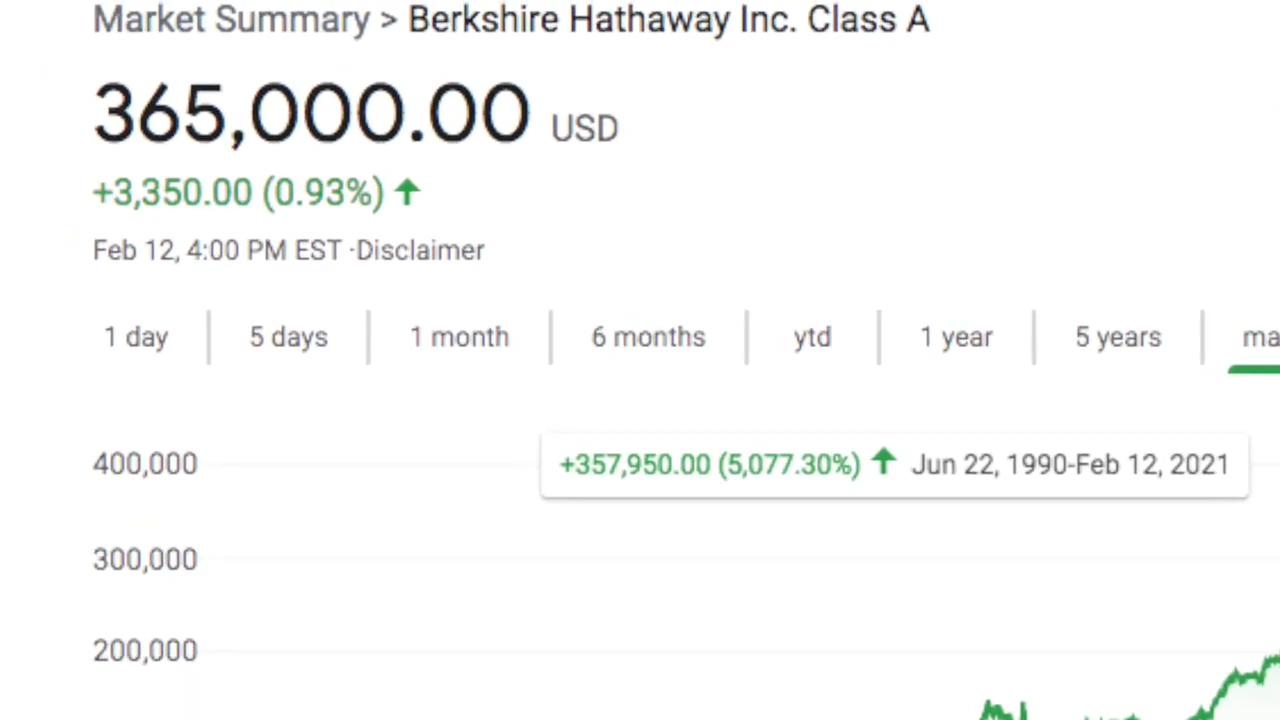 Market Summary > Berkshire Hathaway Inc. Class A
365,000.00 USD
+3,350.00 (0.93%)
Feb 12, 4:00 PM EST ·Disclaimer
1 day 5 days 1 month 6 months ytd 1 year 5 years ma
400,000
+357,950.00 (5,077.30%) Jun 22, 1990-Feb 12, 2021
300,000
200,000